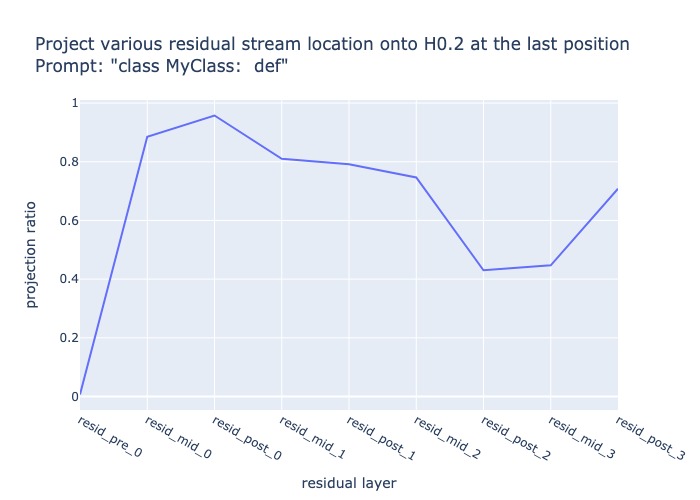 Project various residual stream location onto H0.2 at the last position
Prompt: "class MyClass:  def"
1
0.8
0.6
0.4
0.2
0
projection ratio
resid_pre_0
resid_mid_0
resid_post_0
resid_mid_1
resid_post_1
resid_mid_2
resid_post_2
resid_mid_3
resid_post_3
residual layer